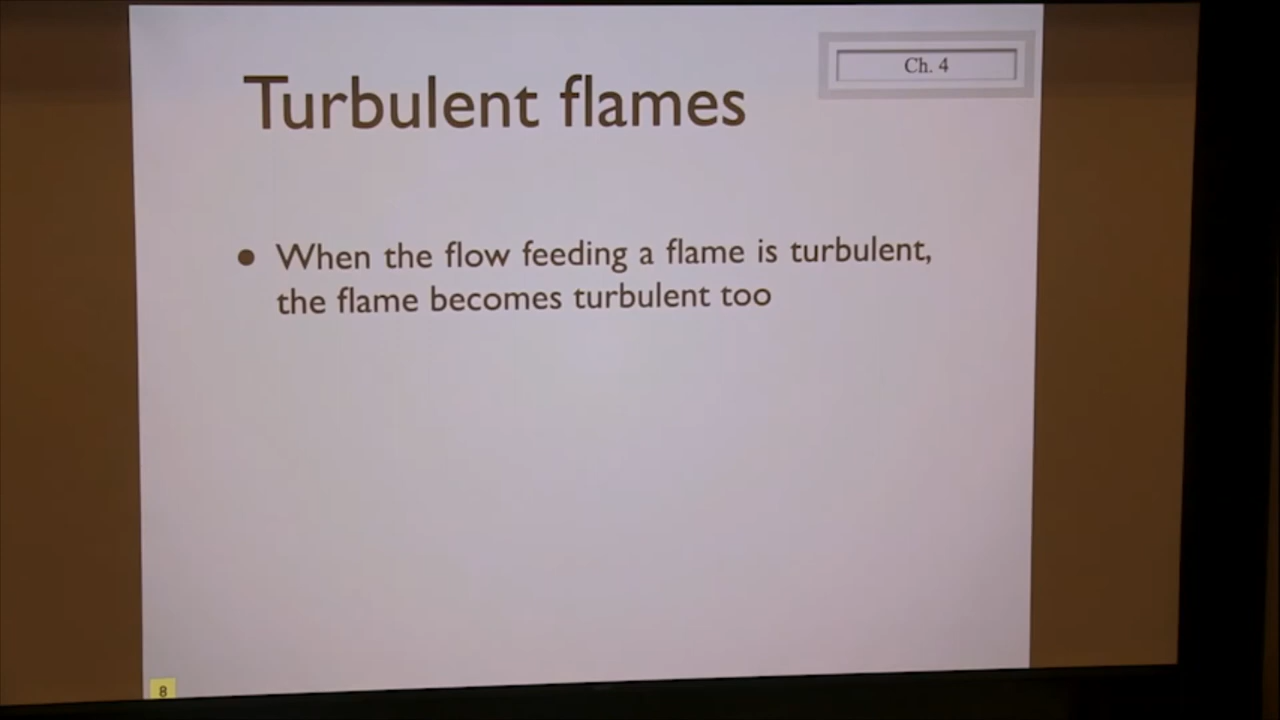 Ch. 4
Turbulent flames
● When the flow feeding a flame is turbulent,
the flame becomes turbulent too
8